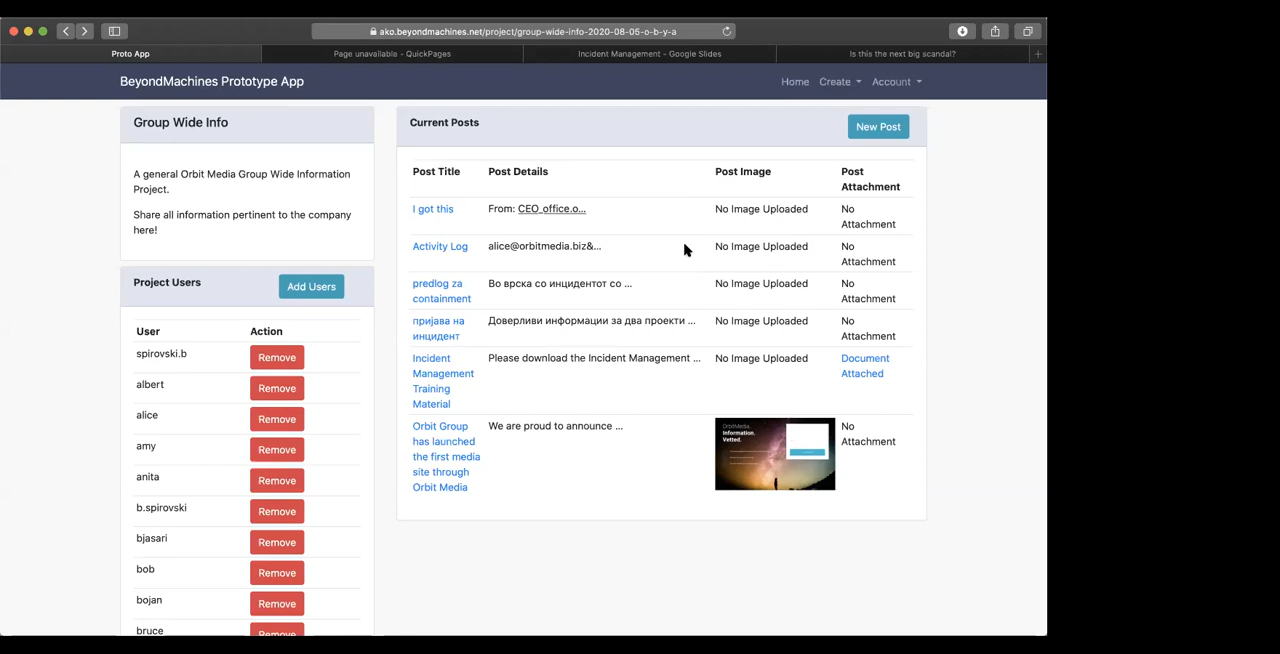 ako.beyondmachines.net/project/group-wide-info-2020-08-05-o-b-y-a
Proto App
Page unavailable - QuickPages
Incident Management - Google Slides
Is this the next big scandal?
BeyondMachines Prototype App
Home
Create
Account
Group Wide Info
A general Orbit Media Group Wide Information
Project.
Share all information pertinent to the company
here!
Project Users
Add Users
User Action
spirovski.b Remove
albert Remove
alice Remove
amy Remove
anita Remove
b.spirovski Remove
bjasari Remove
bob Remove
bojan Remove
bruce Remove
Current Posts
New Post
Post Title Post Details Post Image Post
Attachment
I got this From: CEO_office.o... No Image Uploaded No
Attachment
Activity Log alice@orbitmedia.biz&... No Image Uploaded No
Attachment
predlog za Во врска со инцидентот со ... No Image Uploaded No
containment Attachment
пријава на Доверливи информации за два проекти ... No Image Uploaded No
инцидент Attachment
Incident Please download the Incident Management ... No Image Uploaded Document
Management Attached
Training
Material
Orbit Group We are proud to announce ... No
has launched Attachment
the first media
site through
Orbit Media
OrbitMedia.
Information.
Vetted.